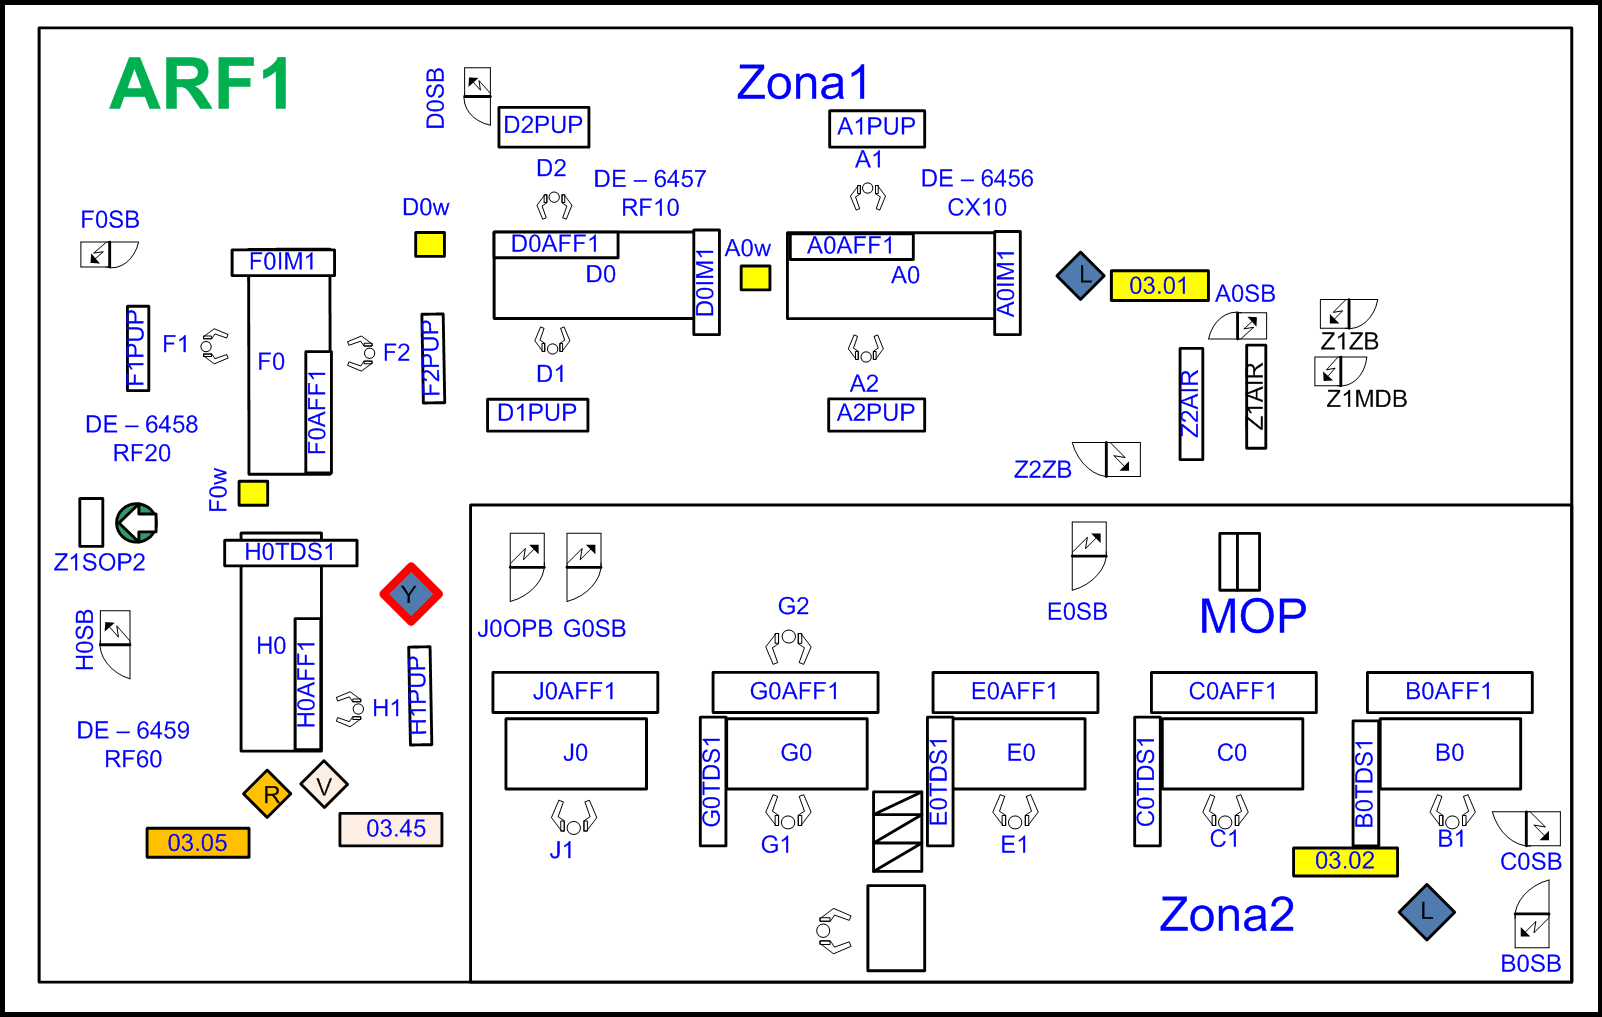 ARF1
Zona1
D0SB
D2PUP
A1PUP
D2
A1
DE – 6457
RF10
DE – 6456
CX10
F0SB
D0w
F0IM1
D0AFF1
D0
D0IM1
A0w
A0AFF1
A0
A0IM1
L
03.01
A0SB
Z1ZB
Z1MDB
F1PUP
F1
F0
F0AFF1
F2
F2PUP
D1
D1PUP
A2
A2PUP
Z2AIR
Z1AIR
Z2ZB
DE – 6458
RF20
F0w
Z1SOP2
H0TDS1
Y
H0SB
H0
H0AFF1
H1
H1PUP
DE – 6459
RF60
R
V
03.05
03.45
J0OPB
G0SB
G2
E0SB
MOP
J0AFF1
G0AFF1
E0AFF1
C0AFF1
B0AFF1
J0
G0TDS1
G0
E0TDS1
E0
C0TDS1
C0
B0TDS1
B0
J1
G1
E1
C1
B1
03.02
C0SB
Zona2
L
B0SB